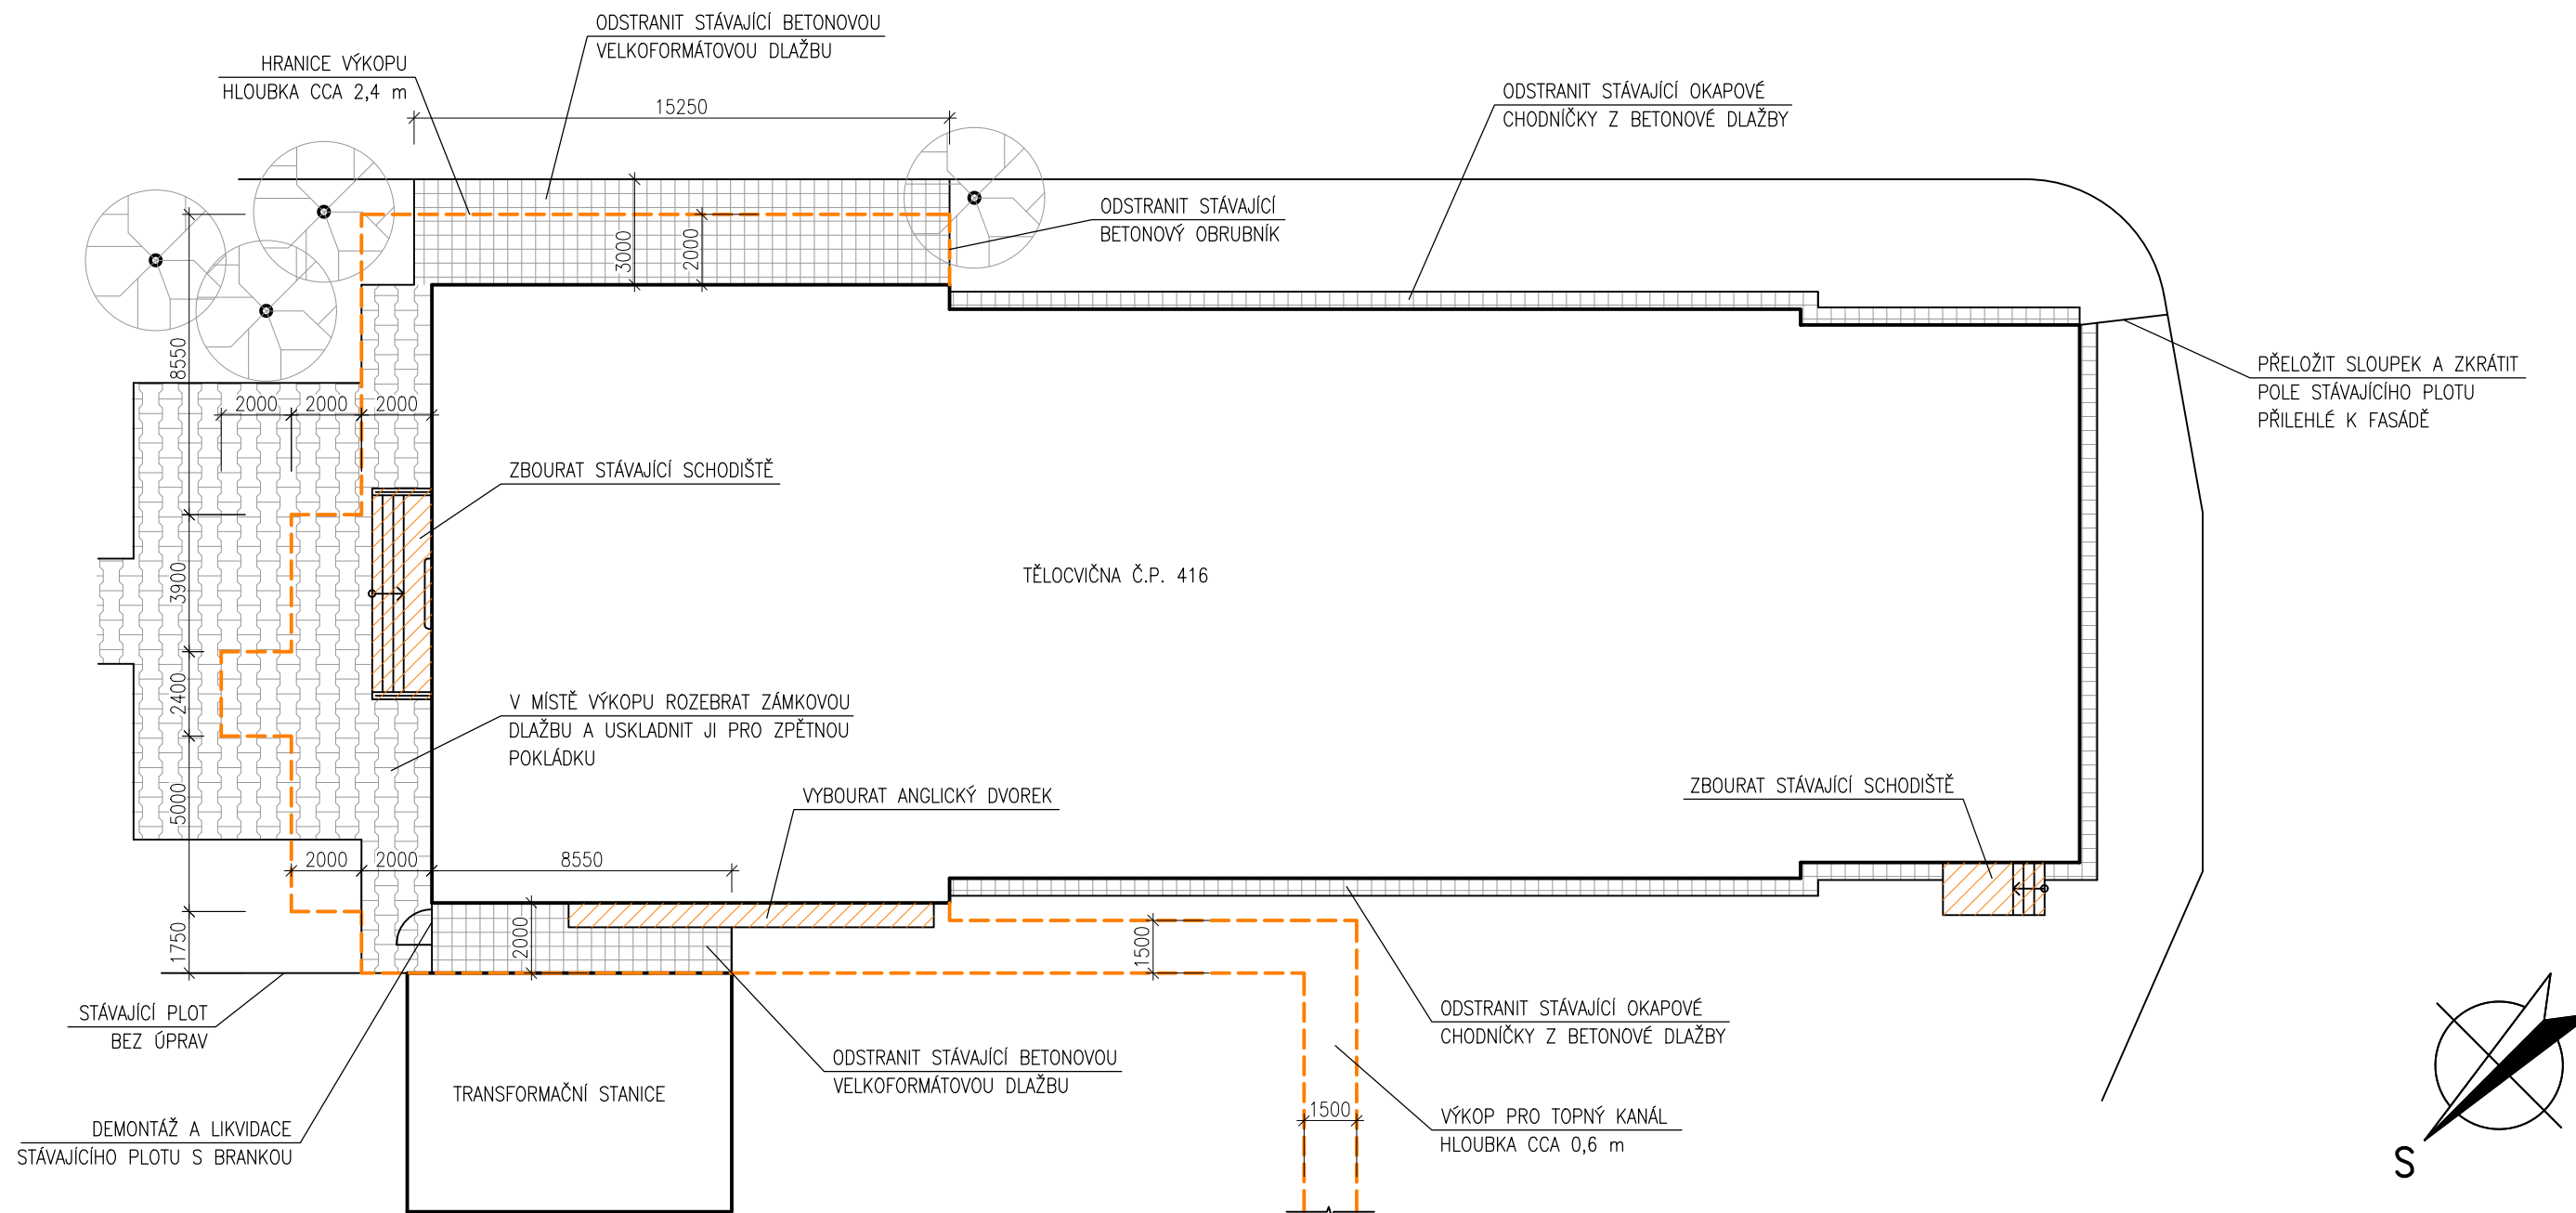 ODSTRANIT STÁVAJÍCÍ BETONOVOU
VELKOFORMÁTOVOU DLAŽBU
HRANICE VÝKOPU
HLOUBKA CCA 2,4 m
15250
ODSTRANIT STÁVAJÍCÍ OKAPOVÉ
CHODNÍČKY Z BETONOVÉ DLAŽBY
ODSTRANIT STÁVAJÍCÍ
BETONOVÝ OBRUBNÍK
3000
2000
8550
PŘELOŽIT SLOUPEK A ZKRÁTIT
POLE STÁVAJÍCÍHO PLOTU
PŘILEHLÉ K FASÁDĚ
2000
2000
2000
ZBOURAT STÁVAJÍCÍ SCHODIŠTĚ
3900
TĚLOCVIČNA Č.P. 416
2400
V MÍSTĚ VÝKOPU ROZEBRAT ZÁMKOVOU
DLAŽBU A USKLADNIT JI PRO ZPĚTNOU
POKLÁDKU
5000
VYBOURAT ANGLICKÝ DVOREK
ZBOURAT STÁVAJÍCÍ SCHODIŠTĚ
2000
2000
8550
1750
2000
1500
STÁVAJÍCÍ PLOT
BEZ ÚPRAV
ODSTRANIT STÁVAJÍCÍ OKAPOVÉ
CHODNÍČKY Z BETONOVÉ DLAŽBY
ODSTRANIT STÁVAJÍCÍ BETONOVOU
VELKOFORMÁTOVOU DLAŽBU
TRANSFORMAČNÍ STANICE
1500
VÝKOP PRO TOPNÝ KANÁL
HLOUBKA CCA 0,6 m
DEMONTÁŽ A LIKVIDACE
STÁVAJÍCÍHO PLOTU S BRANKOU
S